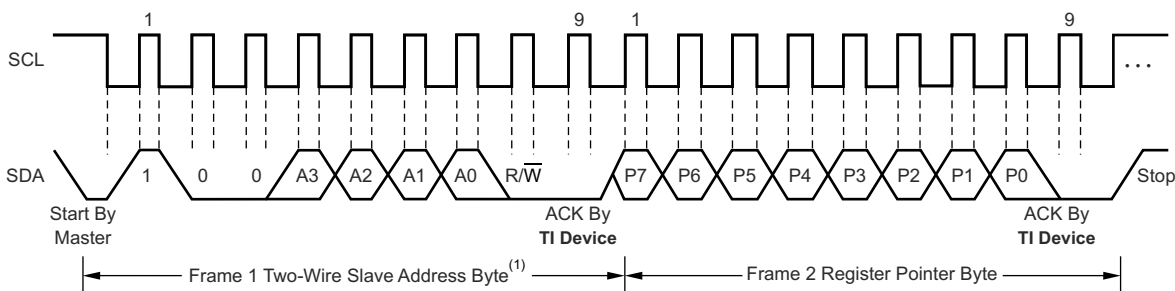 1 9 1 9
SCL ...
SDA 1 0 0 A3 A2 A1 A0 R/W̅ P7 P6 P5 P4 P3 P2 P1 P0 Stop
Start By ACK By ACK By
Master TI Device TI Device
Frame 1 Two-Wire Slave Address Byte(1) Frame 2 Register Pointer Byte